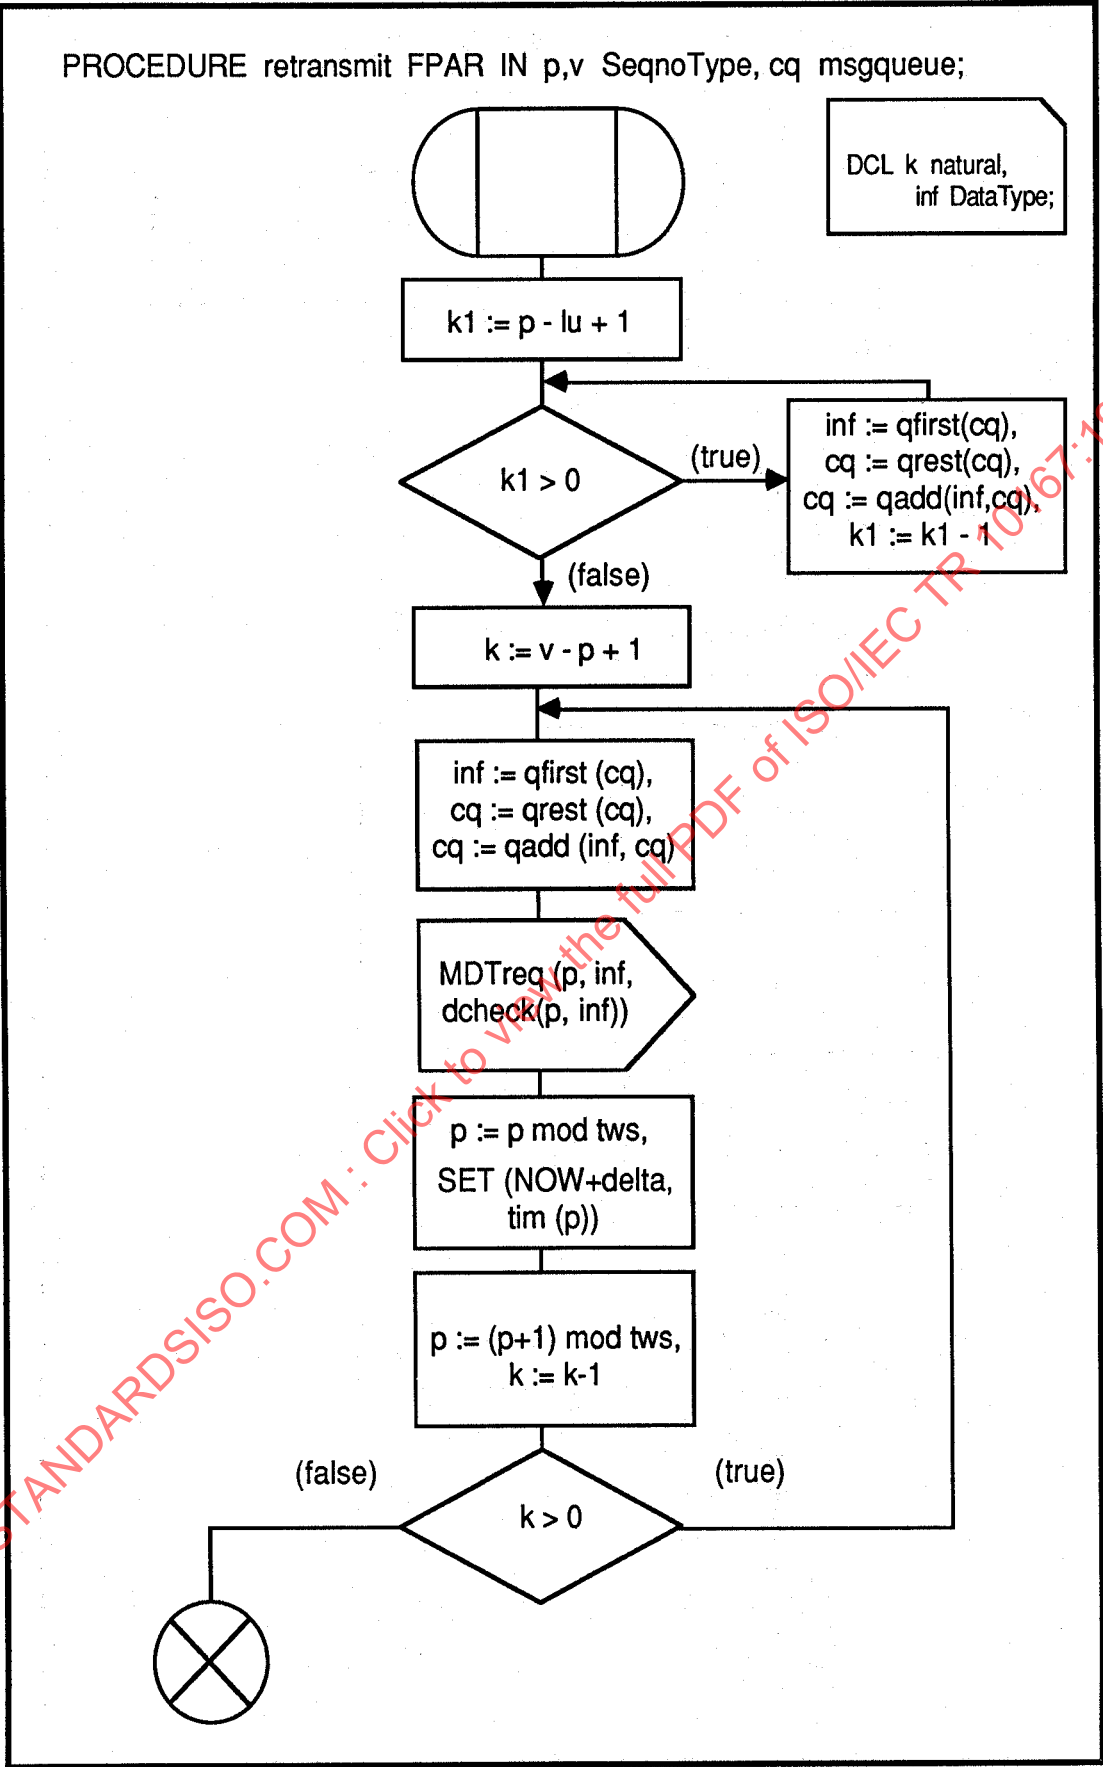 PROCEDURE retransmit FPAR IN p,v SeqnoType, cq msgqueue;
DCL k natural,
inf DataType;
k1 := p - lu + 1
k1 > 0
(true)
inf := qfirst(cq),
cq := qrest(cq),
cq := qadd(inf,cq),
k1 := k1 - 1
(false)
k := v - p + 1
inf := qfirst (cq),
cq := qrest (cq),
cq := qadd (inf, cq)
MDTreq (p, inf,
dcheck(p, inf))
p := p mod tws,
SET (NOW+delta,
tim (p))
p := (p+1) mod tws,
k := k-1
(false)
(true)
k > 0
STANDARDSISO.COM : Click to view the full PDF of ISO/IEC TR 10167:19